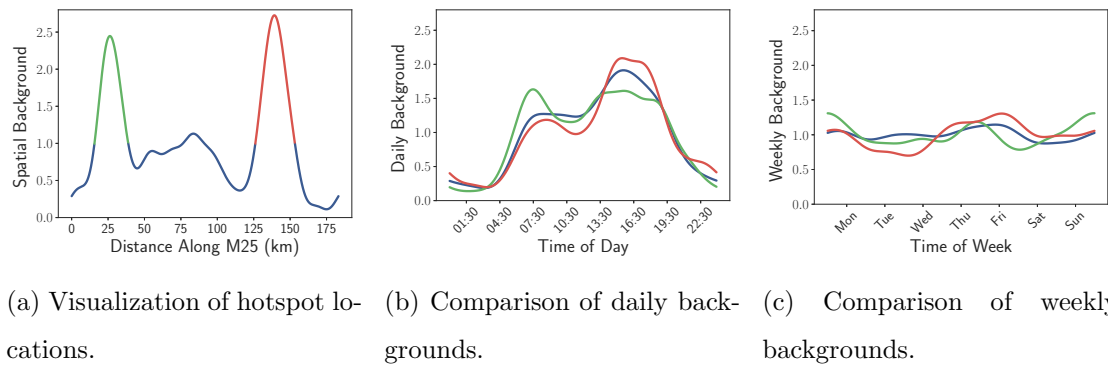 Spatial Background
2.5
2.0
1.5
1.0
0.5
0.0
0 25 50 75 100 125 150 175
Distance Along M25 (km)
Daily Background
2.5
2.0
1.5
1.0
0.5
0.0
01:30 04:30 07:30 10:30 13:30 16:30 19:30 22:30
Time of Day
Weekly Background
2.5
2.0
1.5
1.0
0.5
0.0
Mon Tue Wed Thu Fri Sat Sun
Time of Week
(a) Visualization of hotspot lo-
cations.
(b) Comparison of daily back-
grounds.
(c) Comparison of weekly
backgrounds.